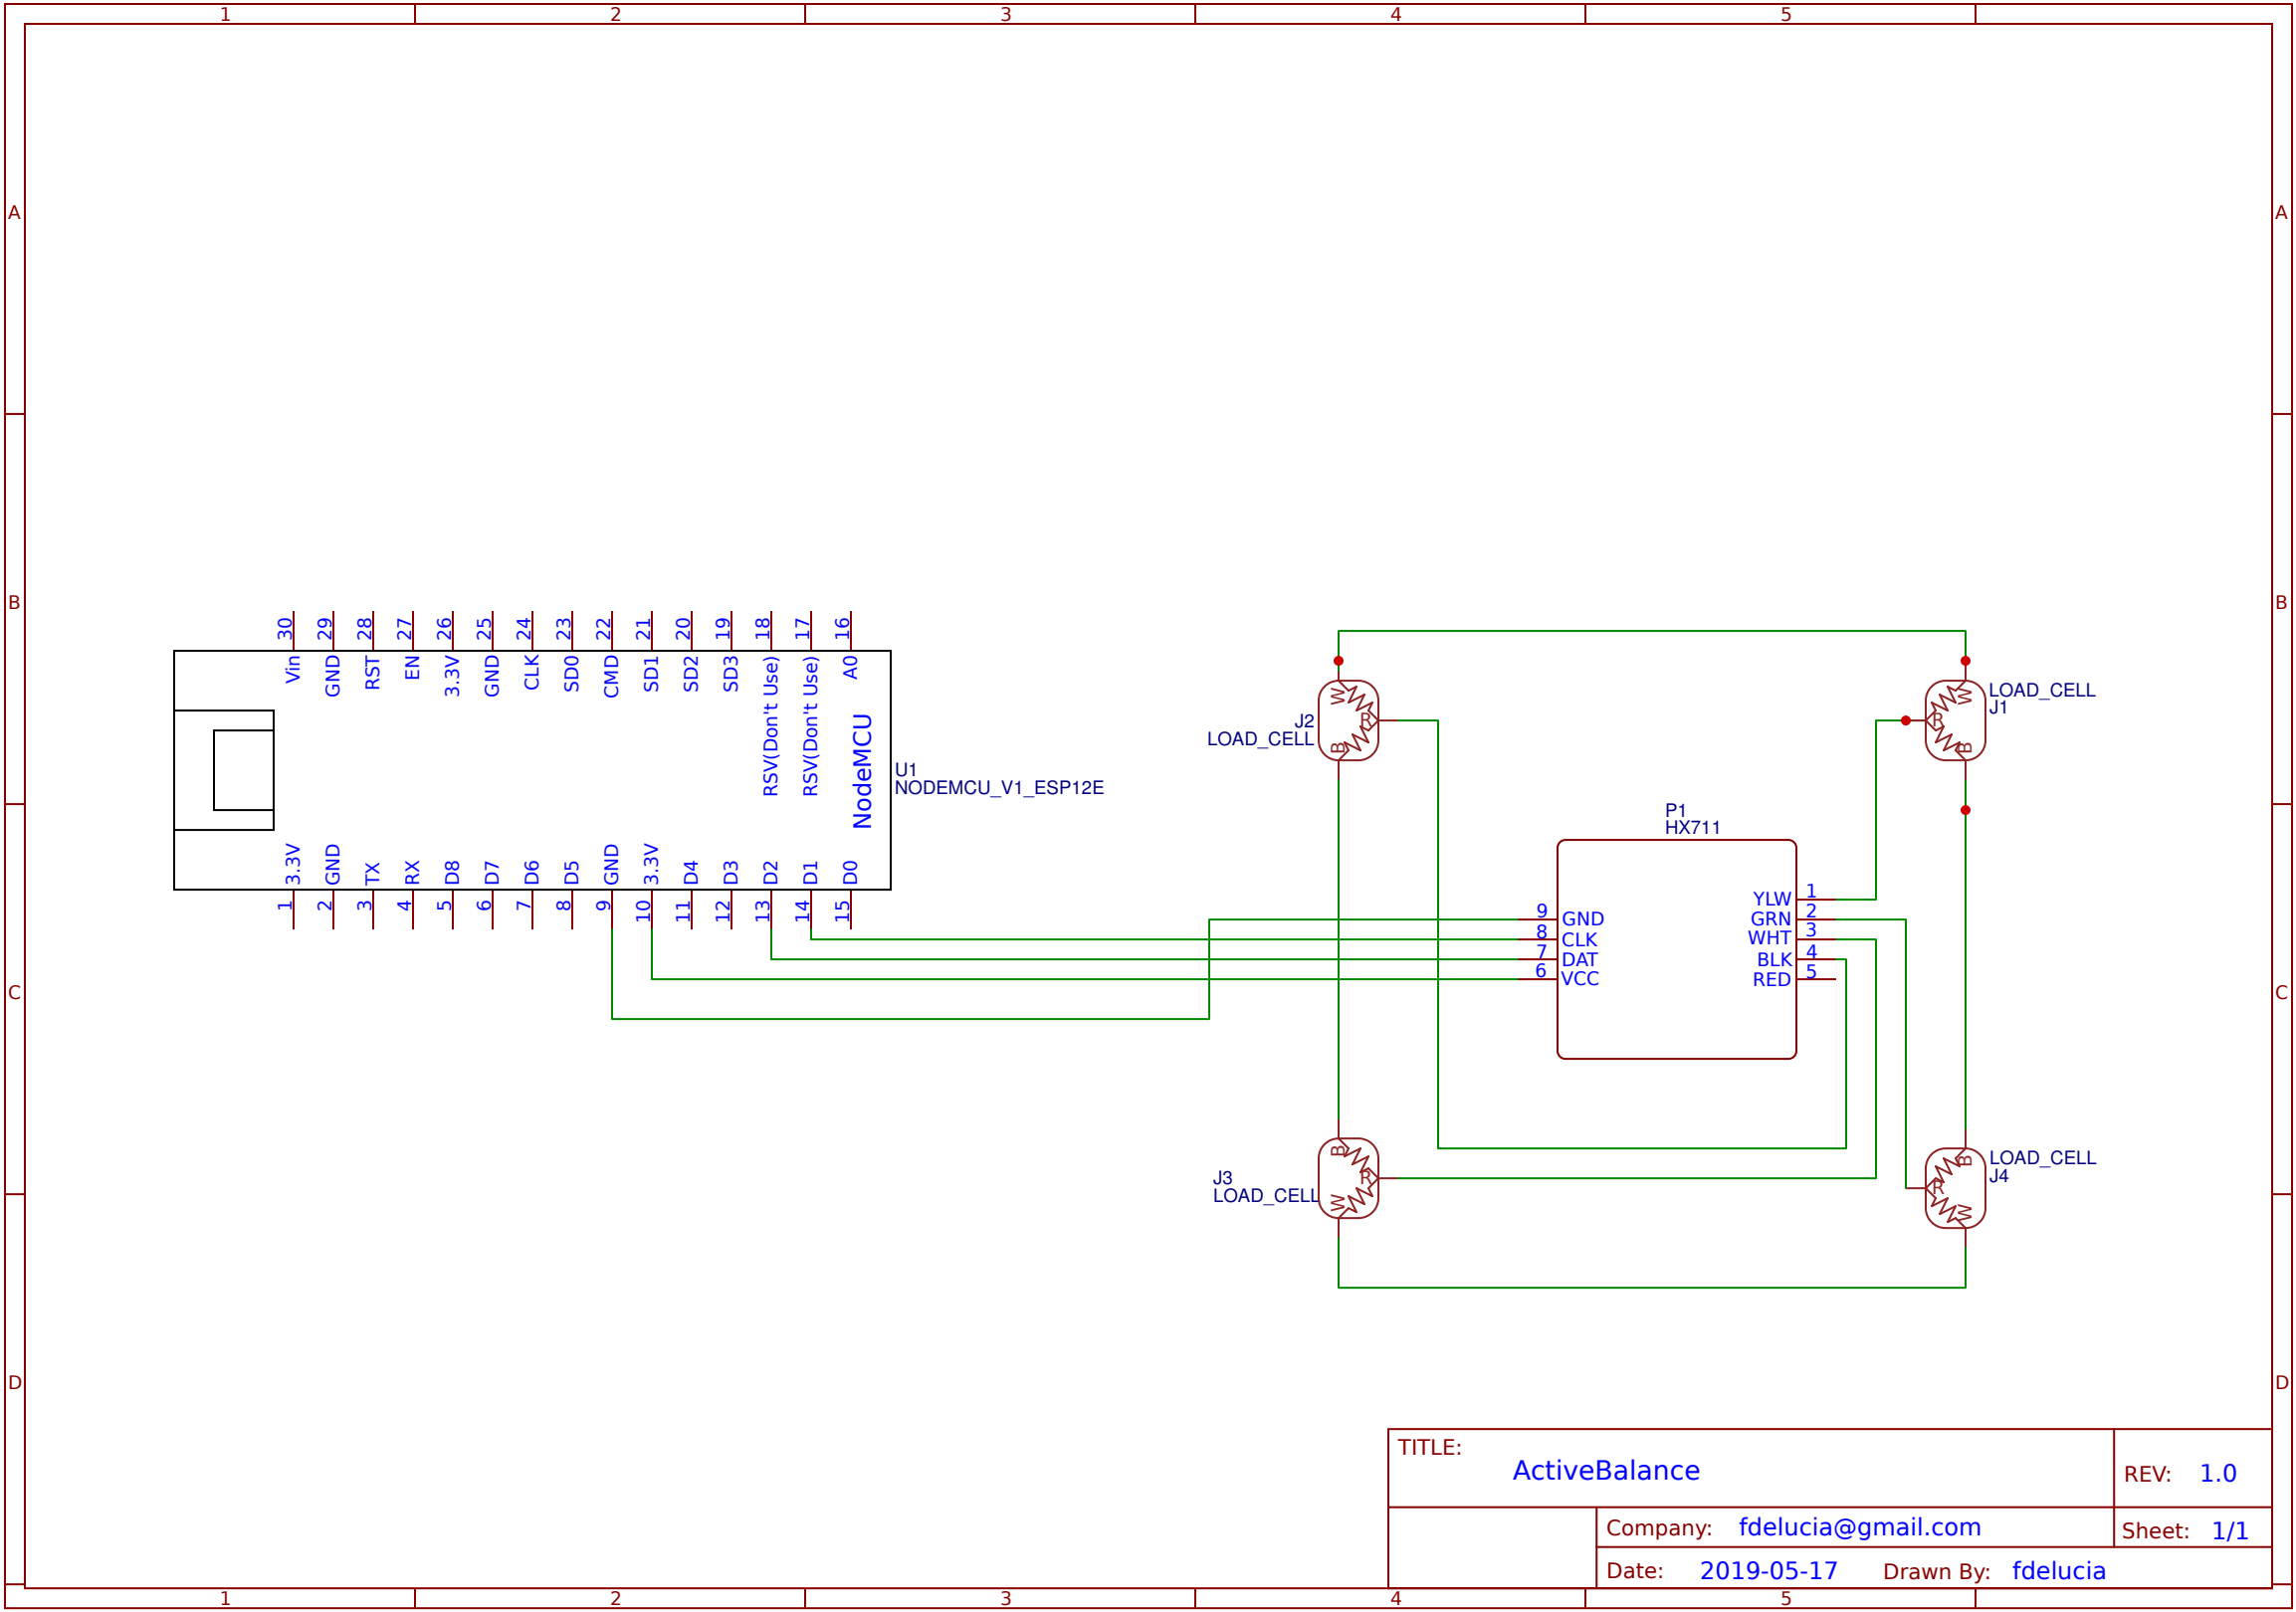 1 2 3 4 5
A A
B B
C C
D D
30 29 28 27 26 25 24 23 22 21 20 19 18 17 16
Vin GND RST EN 3.3V GND CLK SD0 CMD SD1 SD2 SD3 RSV(Don't Use) RSV(Don't Use) A0
NodeMCU
U1
NODEMCU_V1_ESP12E
3.3V GND TX RX D8 D7 D6 D5 GND 3.3V D4 D3 D2 D1 D0
1 2 3 4 5 6 7 8 9 10 11 12 13 14 15
J2
LOAD_CELL
W R B
LOAD_CELL
J1
W R B
P1
HX711
9 GND
8 CLK
7 DAT
6 VCC
YLW 1
GRN 2
WHT 3
BLK 4
RED 5
J3
LOAD_CELL
B R W
LOAD_CELL
J4
B R W
TITLE:
ActiveBalance
REV: 1.0
Company: fdelucia@gmail.com
Sheet: 1/1
Date: 2019-05-17 Drawn By: fdelucia
1 2 3 4 5